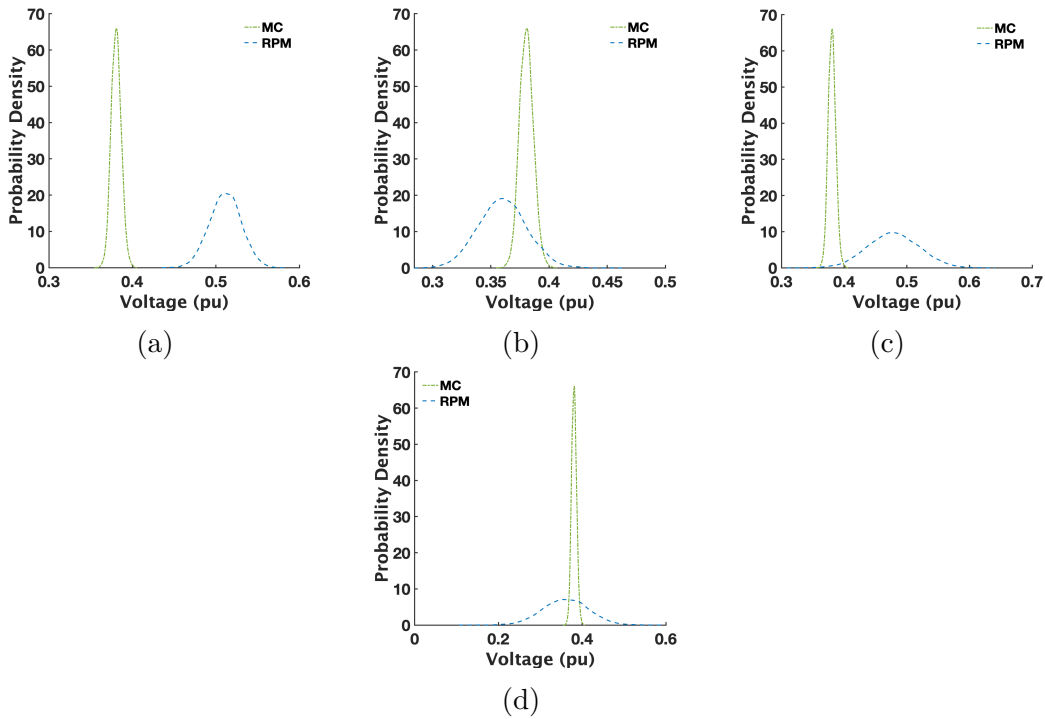 70
60
50
40
30
20
10
0
Probability Density
MC
RPM
0.3 0.4 0.5 0.6
Voltage (pu)
(a)
70
60
50
40
30
20
10
0
Probability Density
MC
RPM
0.3 0.35 0.4 0.45 0.5
Voltage (pu)
(b)
70
60
50
40
30
20
10
0
Probability Density
MC
RPM
0.3 0.4 0.5 0.6 0.7
Voltage (pu)
(c)
70
60
50
40
30
20
10
0
Probability Density
MC
RPM
0 0.2 0.4 0.6
Voltage (pu)
(d)